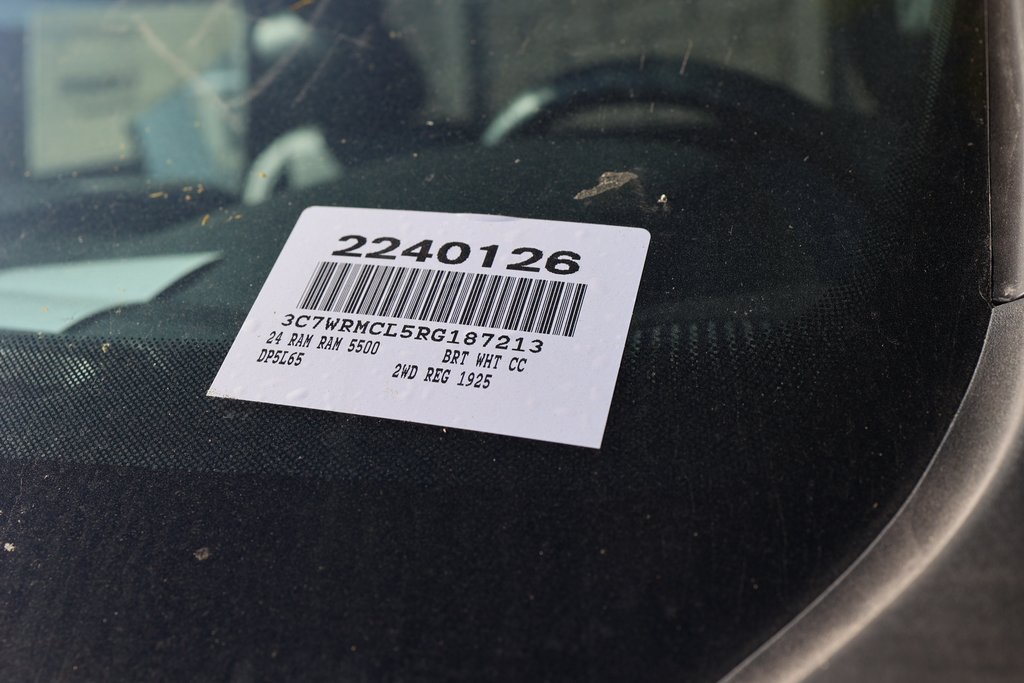 2240126
3C7WRMCL5RG187213
24 RAM RAM 5500 BRT WHT CC
DP5L65 2WD REG 1925